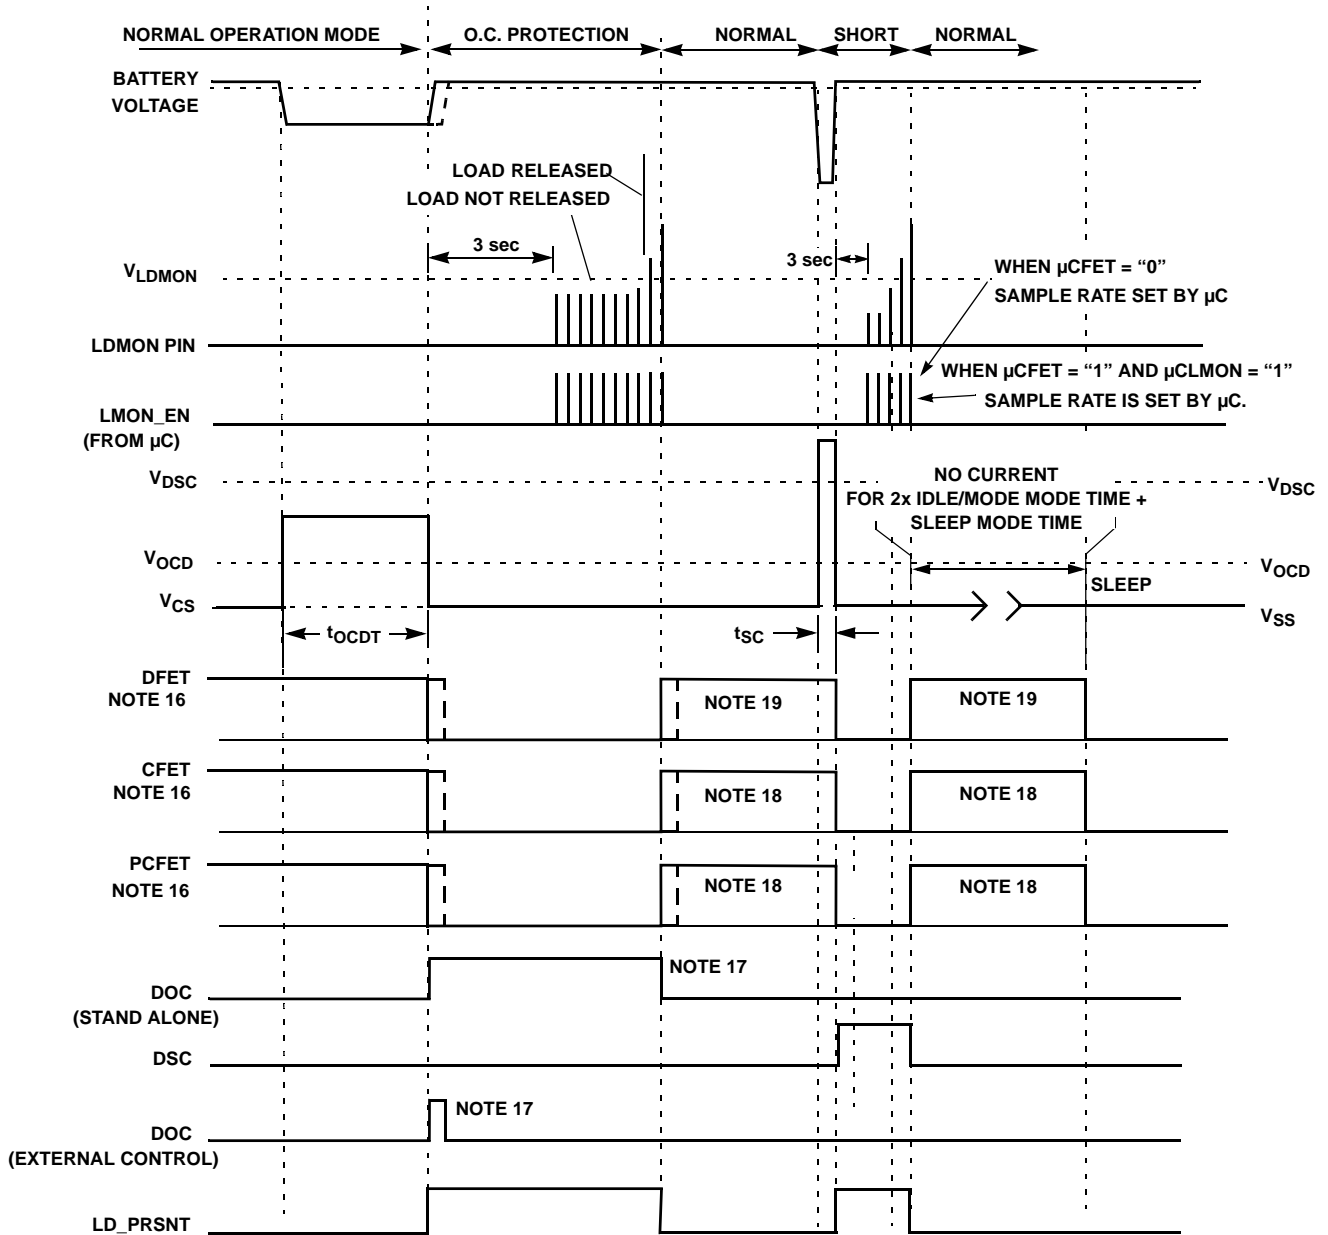 NORMAL OPERATION MODE
O.C. PROTECTION
NORMAL
SHORT
NORMAL
BATTERY
VOLTAGE
LOAD RELEASED
LOAD NOT RELEASED
3 sec
3 sec
VLDMON
WHEN µCFET = “0”
SAMPLE RATE SET BY µC
LDMON PIN
WHEN µCFET = “1” AND µCLMON = “1”
SAMPLE RATE IS SET BY µC.
LMON_EN
(FROM µC)
VDSC
NO CURRENT
FOR 2x IDLE/MODE MODE TIME +
SLEEP MODE TIME
VDSC
VOCD
VOCD
SLEEP
VCS
VSS
tOCDT
tSC
DFET
NOTE 16
NOTE 19
NOTE 19
CFET
NOTE 16
NOTE 18
NOTE 18
PCFET
NOTE 16
NOTE 18
NOTE 18
NOTE 17
DOC
(STAND ALONE)
DSC
NOTE 17
DOC
(EXTERNAL CONTROL)
LD_PRSNT